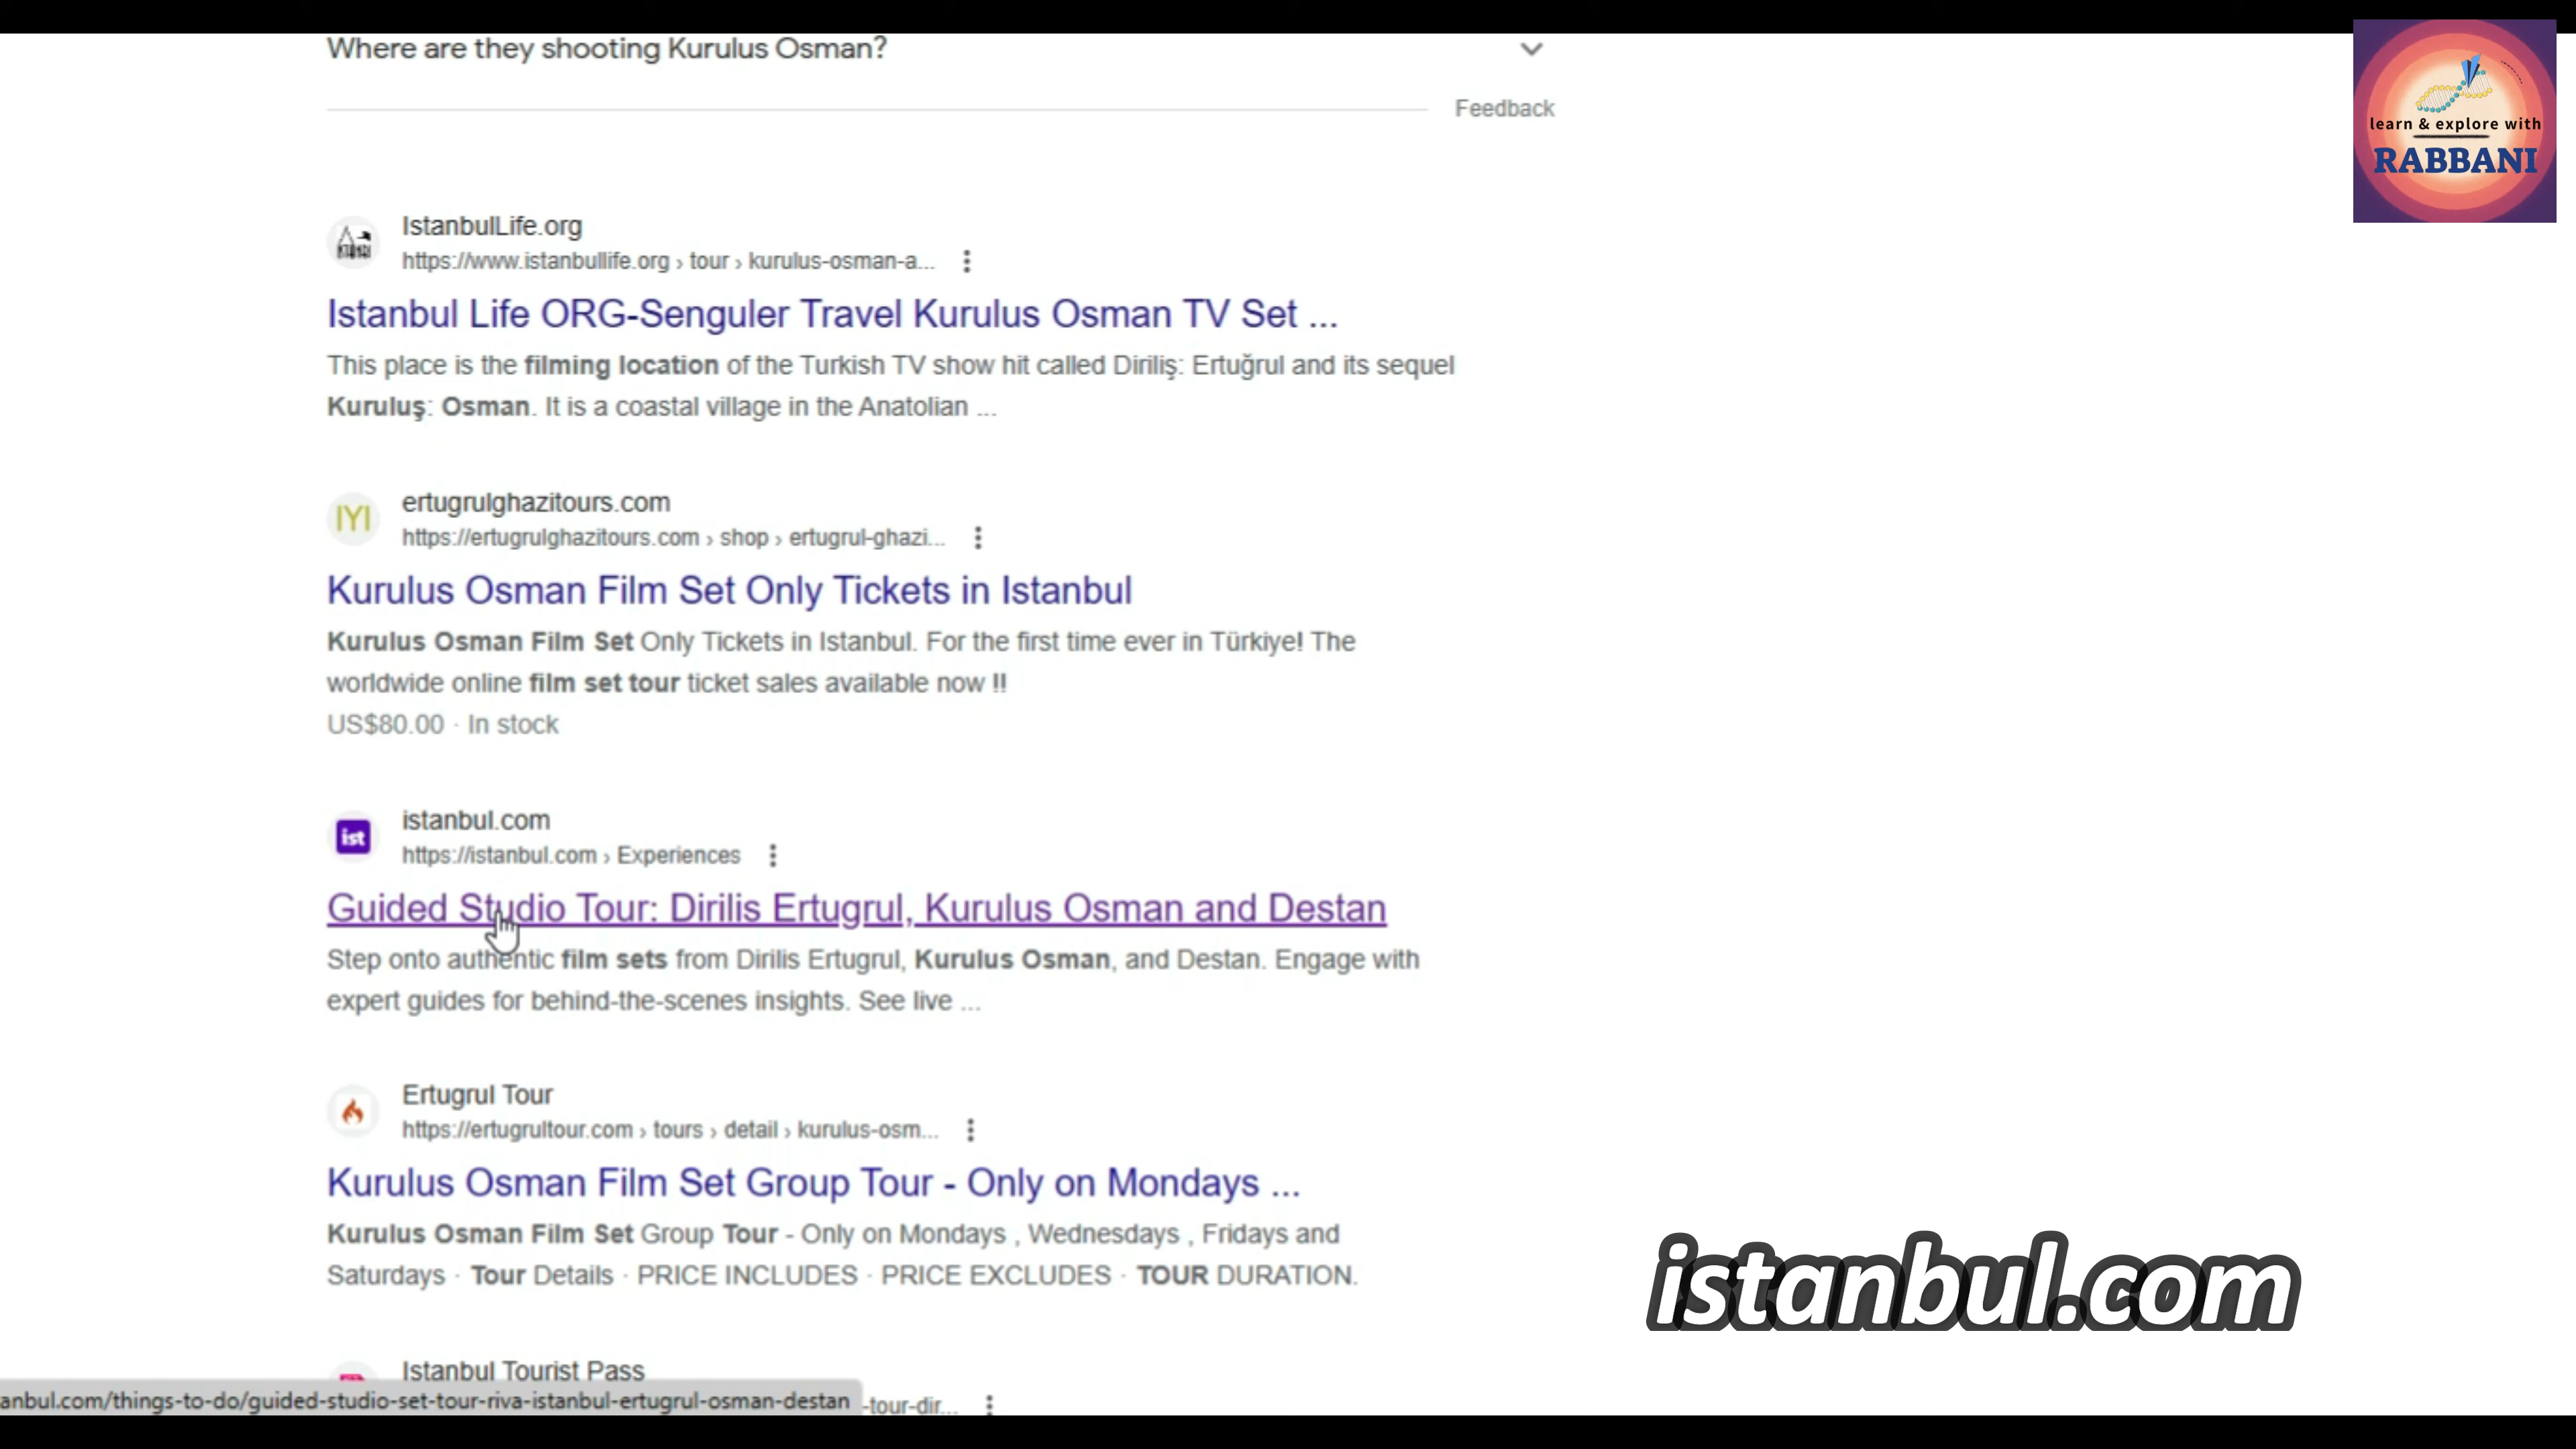 Where are they shooting Kurulus Osman?
Feedback
learn & explore with
RABBANI
IstanbulLife.org
https://www.istanbullife.org › tour › kurulus-osman-a...
Istanbul Life ORG-Senguler Travel Kurulus Osman TV Set ...
This place is the filming location of the Turkish TV show hit called Diriliş: Ertuğrul and its sequel
Kuruluş: Osman. It is a coastal village in the Anatolian ...
IYI
ertugrulghazitours.com
https://ertugrulghazitours.com › shop › ertugrul-ghazi...
Kurulus Osman Film Set Only Tickets in Istanbul
Kurulus Osman Film Set Only Tickets in Istanbul. For the first time ever in Türkiye! The
worldwide online film set tour ticket sales available now !!
US$80.00 · In stock
ist
istanbul.com
https://istanbul.com › Experiences
Guided Studio Tour: Dirilis Ertugrul, Kurulus Osman and Destan
Step onto authentic film sets from Dirilis Ertugrul, Kurulus Osman, and Destan. Engage with
expert guides for behind-the-scenes insights. See live ...
Ertugrul Tour
https://ertugrultour.com › tours › detail › kurulus-osm...
Kurulus Osman Film Set Group Tour - Only on Mondays ...
Kurulus Osman Film Set Group Tour - Only on Mondays , Wednesdays , Fridays and
Saturdays · Tour Details · PRICE INCLUDES · PRICE EXCLUDES · TOUR DURATION.
istanbul.com
Istanbul Tourist Pass
anbul.com/things-to-do/guided-studio-set-tour-riva-istanbul-ertugrul-osman-destan
-tour-dir...